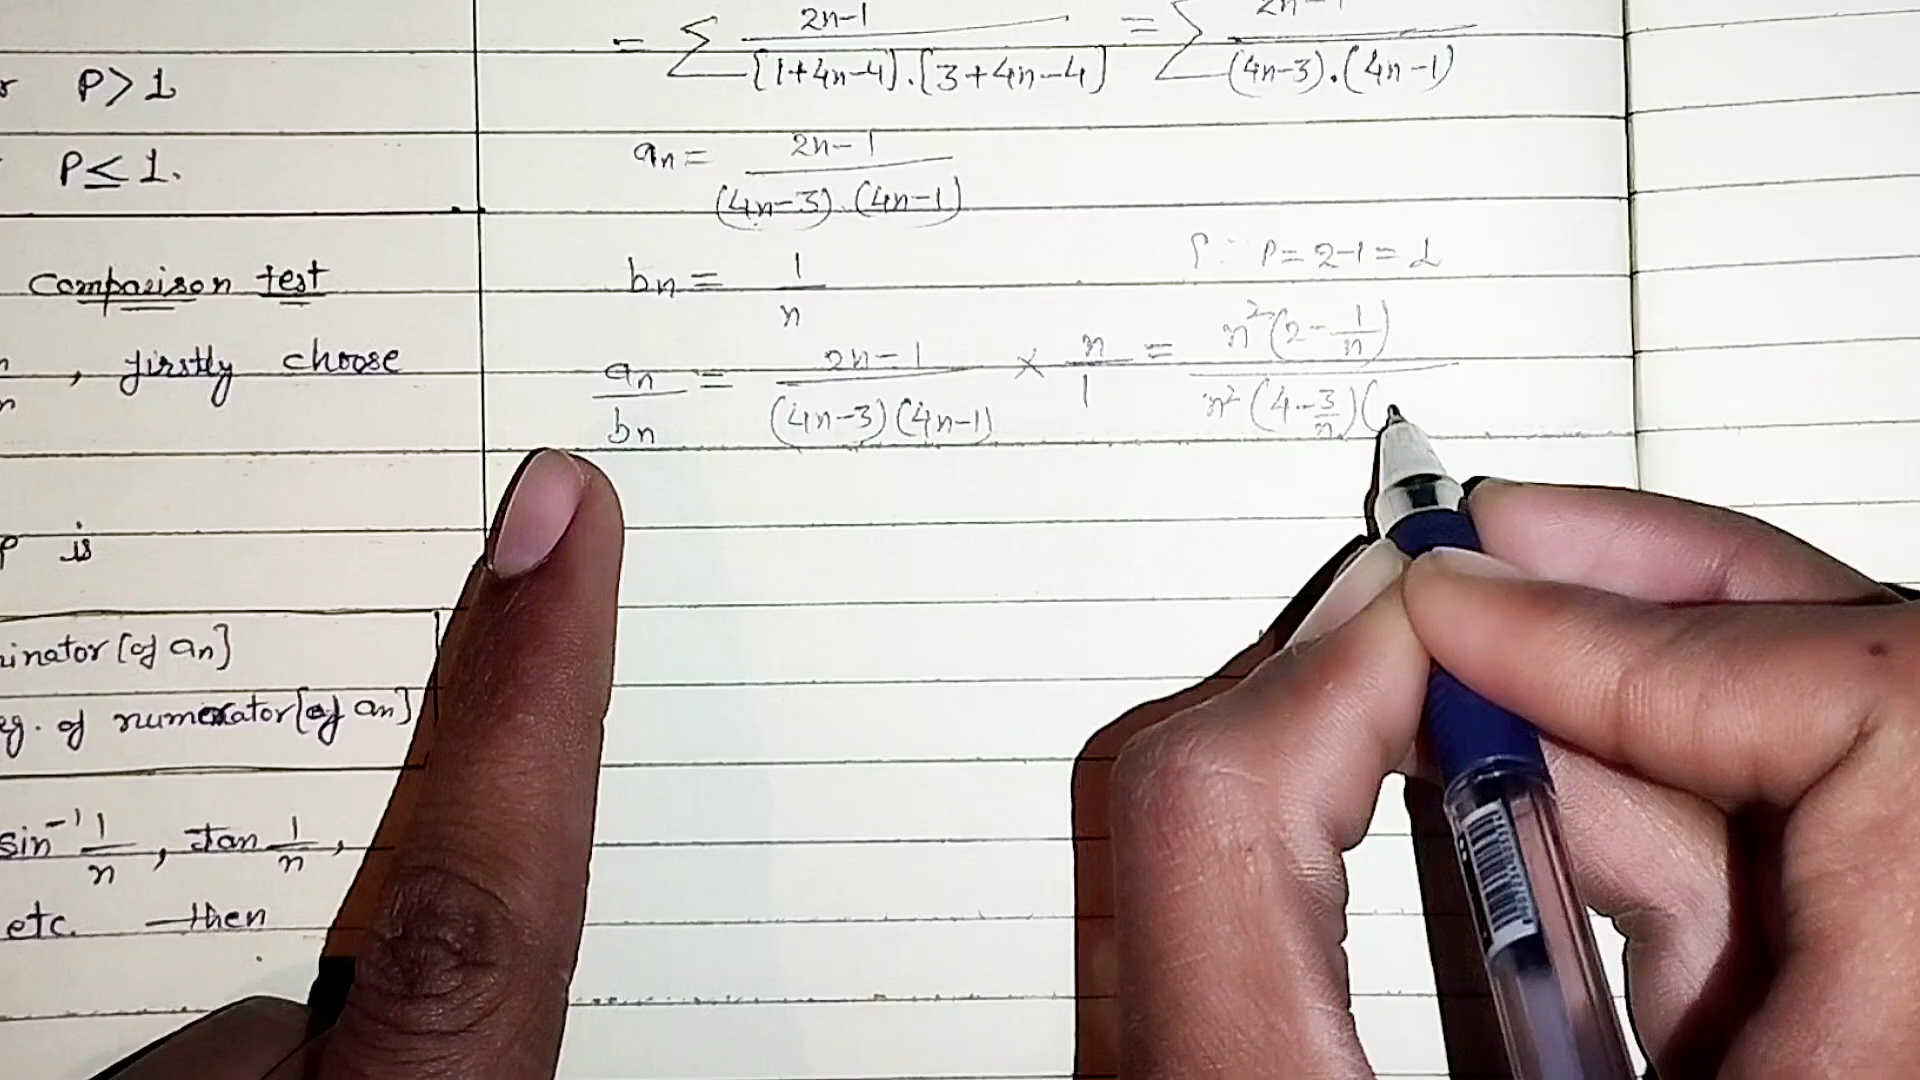 P>1
P≤1.
Comparison test
, firstly choose
P is
inator [of an]
eg. of numerator [of an]
sin⁻¹ 1/n , Tan 1/n ,
etc. then
= Σ 2n-1/[1+4n-4].[3+4n-4] = Σ 2n-1/(4n-3).(4n-1)
an = 2n-1/(4n-3).(4n-1)
bn = 1/n P=2-1=1
an/bn = 2n-1/(4n-3)(4n-1) × n/1 = n²(2-1/n)/n²(4-3/n)(